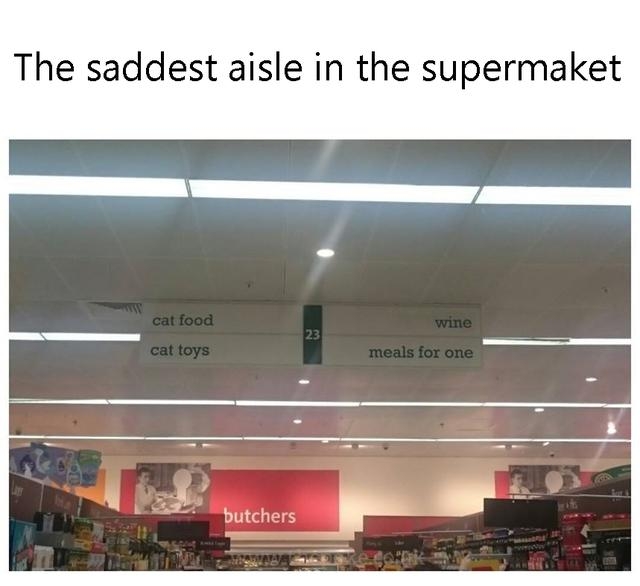 The saddest aisle in the supermaket
cat food
cat toys
23
wine
meals for one
butchers